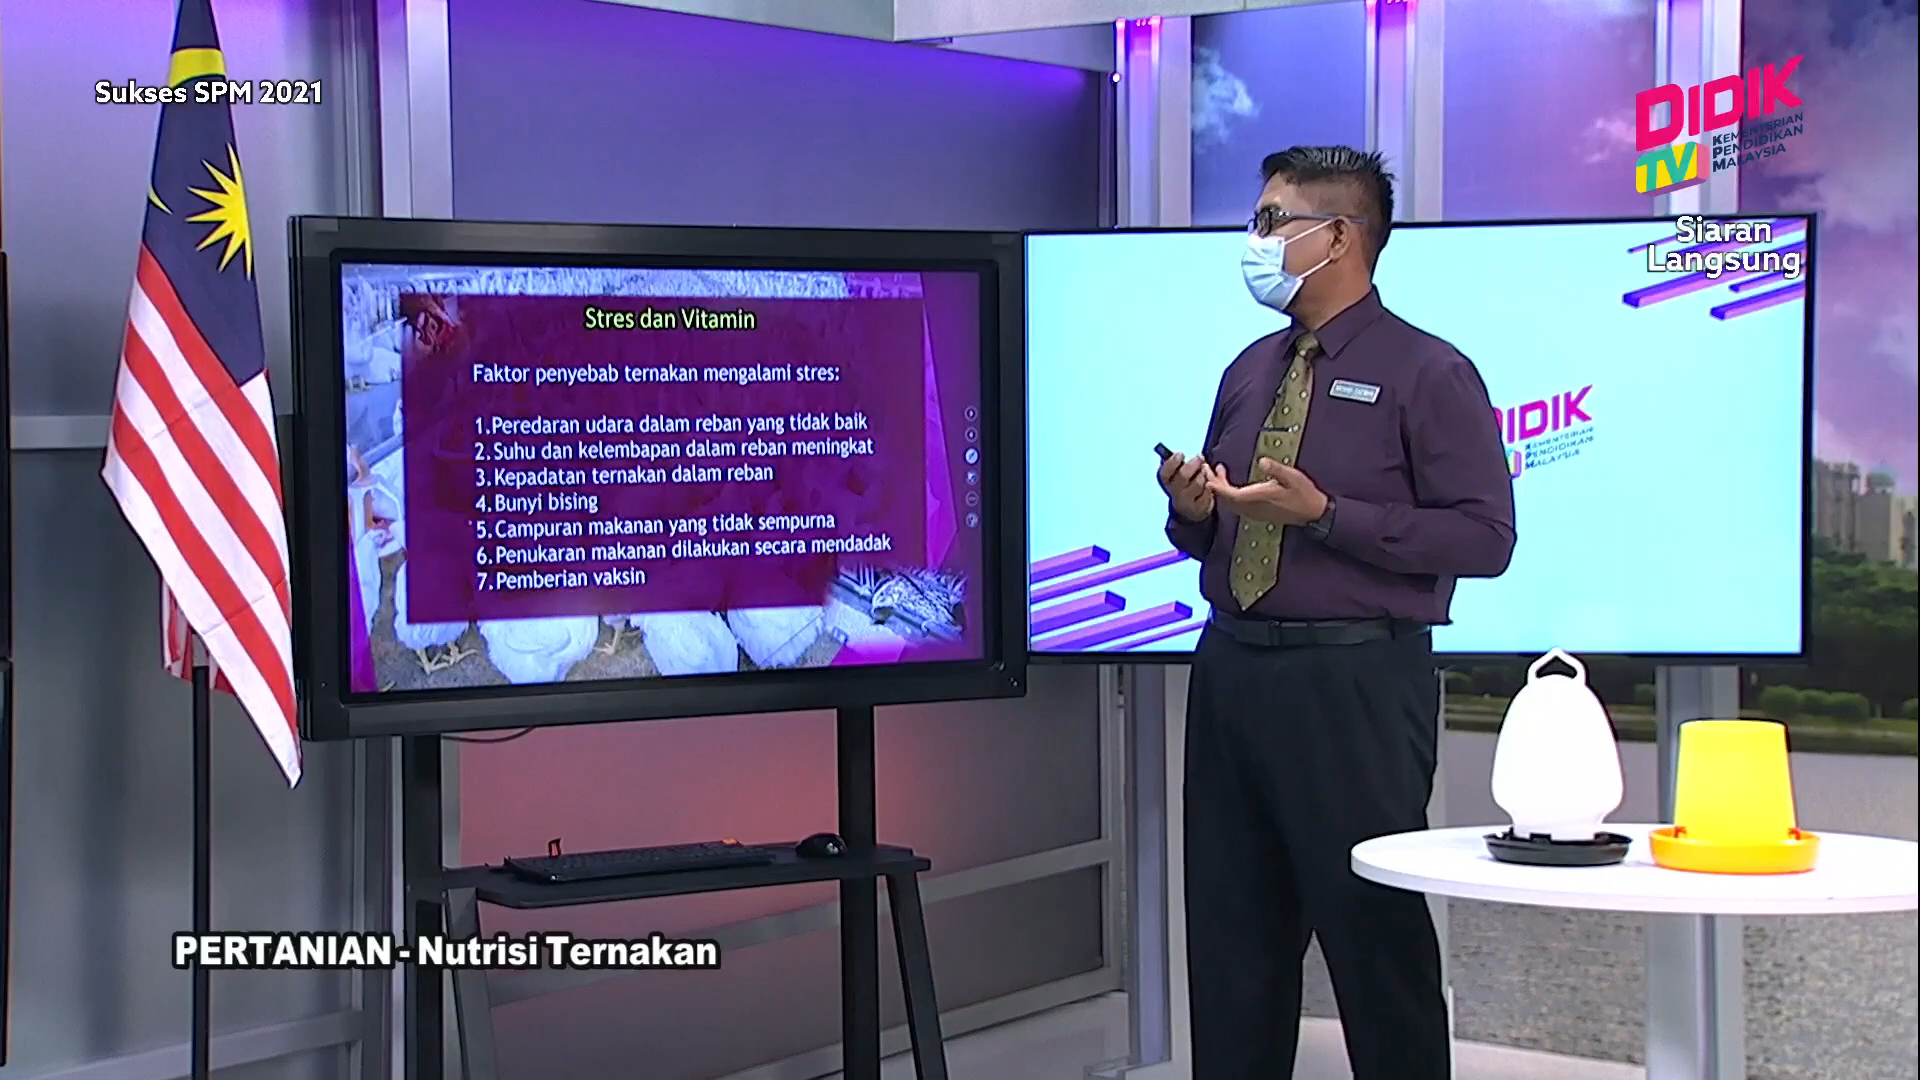 Sukses SPM 2021
DIDIK
TV
KEMENTERIAN
PENDIDIKAN
MALAYSIA
Siaran
Langsung
Stres dan Vitamin
Faktor penyebab ternakan mengalami stres:
1.Peredaran udara dalam reban yang tidak baik
2.Suhu dan kelembapan dalam reban meningkat
3.Kepadatan ternakan dalam reban
4.Bunyi bising
5.Campuran makanan yang tidak sempurna
6.Penukaran makanan dilakukan secara mendadak
7.Pemberian vaksin
DIDIK
KEMENTERIAN
PENDIDIKAN
MALAYSIA
PERTANIAN - Nutrisi Ternakan